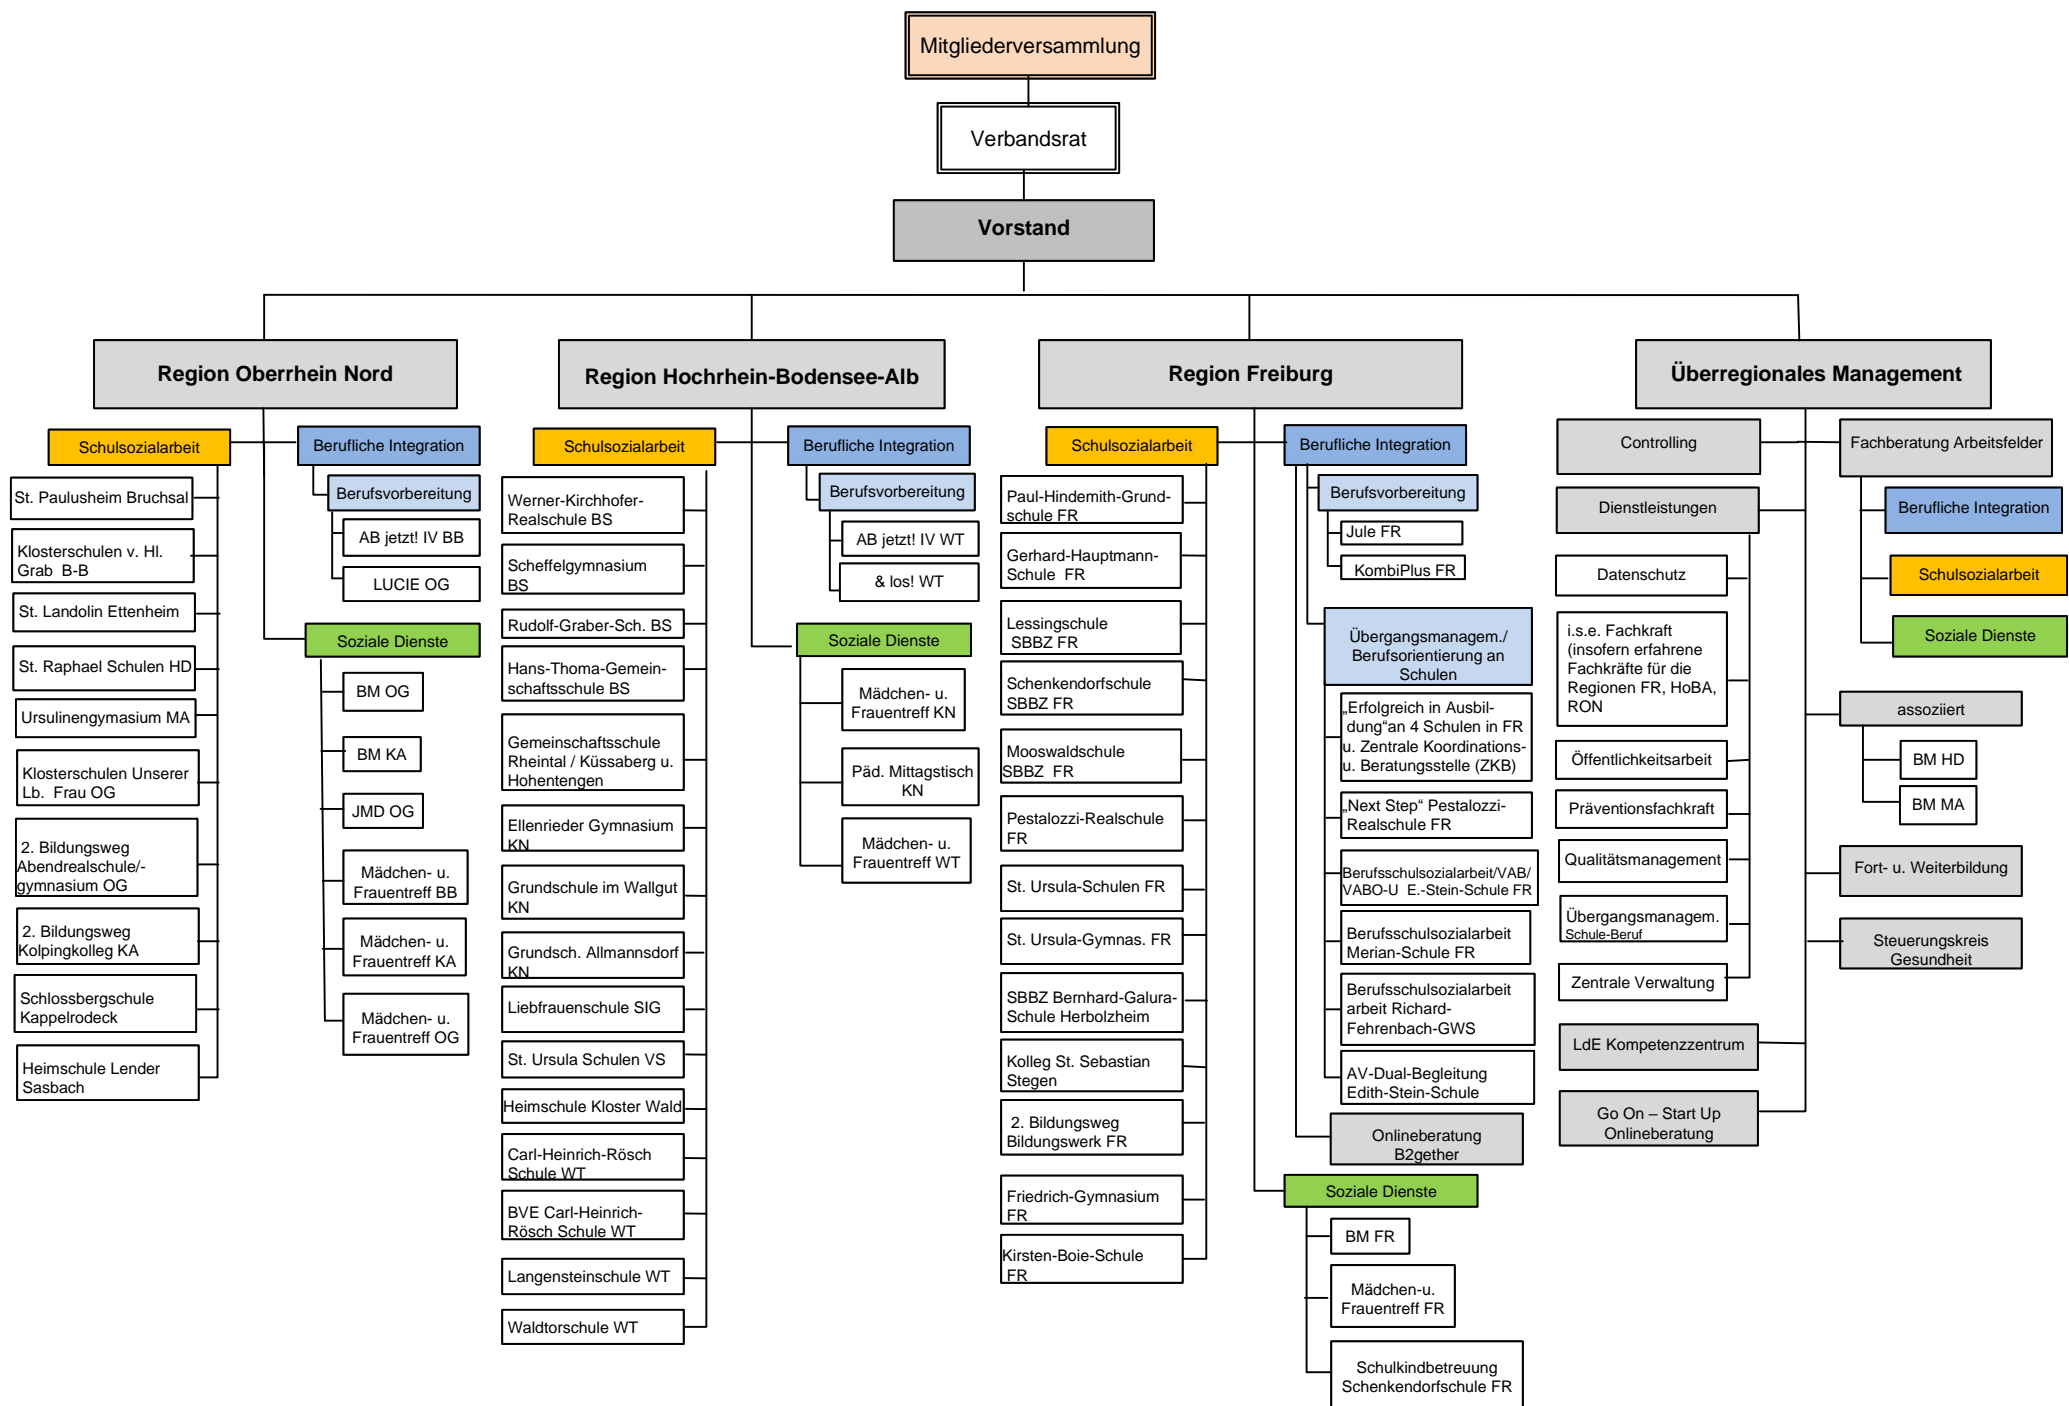 Mitgliederversammlung
Verbandsrat
Vorstand
Region Oberrhein Nord
Schulsozialarbeit
St. Paulusheim Bruchsal
Klosterschulen v. Hl.
Grab  B-B
St. Landolin Ettenheim
St. Raphael Schulen HD
Ursulinengymasium MA
Klosterschulen Unserer
Lb.  Frau OG
2. Bildungsweg
Abendrealschule/-
gymnasium OG
2. Bildungsweg
Kolpingkolleg KA
Schlossbergschule
Kappelrodeck
Heimschule Lender
Sasbach
Berufliche Integration
Berufsvorbereitung
AB jetzt! IV BB
LUCIE OG
Soziale Dienste
BM OG
BM KA
JMD OG
Mädchen- u.
Frauentreff BB
Mädchen- u.
Frauentreff KA
Mädchen- u.
Frauentreff OG
Region Hochrhein-Bodensee-Alb
Schulsozialarbeit
Werner-Kirchhofer-
Realschule BS
Scheffelgymnasium
BS
Rudolf-Graber-Sch. BS
Hans-Thoma-Gemein-
schaftsschule BS
Gemeinschaftsschule
Rheintal / Küssaberg u.
Hohentengen
Ellenrieder Gymnasium
KN
Grundschule im Wallgut
KN
Grundsch. Allmannsdorf
KN
Liebfrauenschule SIG
St. Ursula Schulen VS
Heimschule Kloster Wald
Carl-Heinrich-Rösch
Schule WT
BVE Carl-Heinrich-
Rösch Schule WT
Langensteinschule WT
Waldtorschule WT
Berufliche Integration
Berufsvorbereitung
AB jetzt! IV WT
& los! WT
Soziale Dienste
Mädchen- u.
Frauentreff KN
Päd. Mittagstisch
KN
Mädchen- u.
Frauentreff WT
Region Freiburg
Schulsozialarbeit
Paul-Hindemith-Grund-
schule FR
Gerhard-Hauptmann-
Schule  FR
Lessingschule
SBBZ FR
Schenkendorfschule
SBBZ FR
Mooswaldschule
SBBZ  FR
Pestalozzi-Realschule
FR
St. Ursula-Schulen FR
St. Ursula-Gymnas. FR
SBBZ Bernhard-Galura-
Schule Herbolzheim
Kolleg St. Sebastian
Stegen
2. Bildungsweg
Bildungswerk FR
Friedrich-Gymnasium
FR
Kirsten-Boie-Schule
FR
Berufliche Integration
Berufsvorbereitung
Jule FR
KombiPlus FR
Übergangsmanagem./
Berufsorientierung an
Schulen
„Erfolgreich in Ausbil-
dung“an 4 Schulen in FR
u. Zentrale Koordinations-
u. Beratungsstelle (ZKB)
„Next Step“ Pestalozzi-
Realschule FR
Berufsschulsozialarbeit/VAB/
VABO-U  E.-Stein-Schule FR
Berufsschulsozialarbeit
Merian-Schule FR
Berufsschulsozialarbeit
arbeit Richard-
Fehrenbach-GWS
AV-Dual-Begleitung
Edith-Stein-Schule
Onlineberatung
B2gether
Soziale Dienste
BM FR
Mädchen-u.
Frauentreff FR
Schulkindbetreuung
Schenkendorfschule FR
Überregionales Management
Controlling
Dienstleistungen
Datenschutz
i.s.e. Fachkraft
(insofern erfahrene
Fachkräfte für die
Regionen FR, HoBA,
RON
Öffentlichkeitsarbeit
Präventionsfachkraft
Qualitätsmanagement
Übergangsmanagem.
Schule-Beruf
Zentrale Verwaltung
LdE Kompetenzzentrum
Go On – Start Up
Onlineberatung
Fachberatung Arbeitsfelder
Berufliche Integration
Schulsozialarbeit
Soziale Dienste
assoziiert
BM HD
BM MA
Fort- u. Weiterbildung
Steuerungskreis
Gesundheit